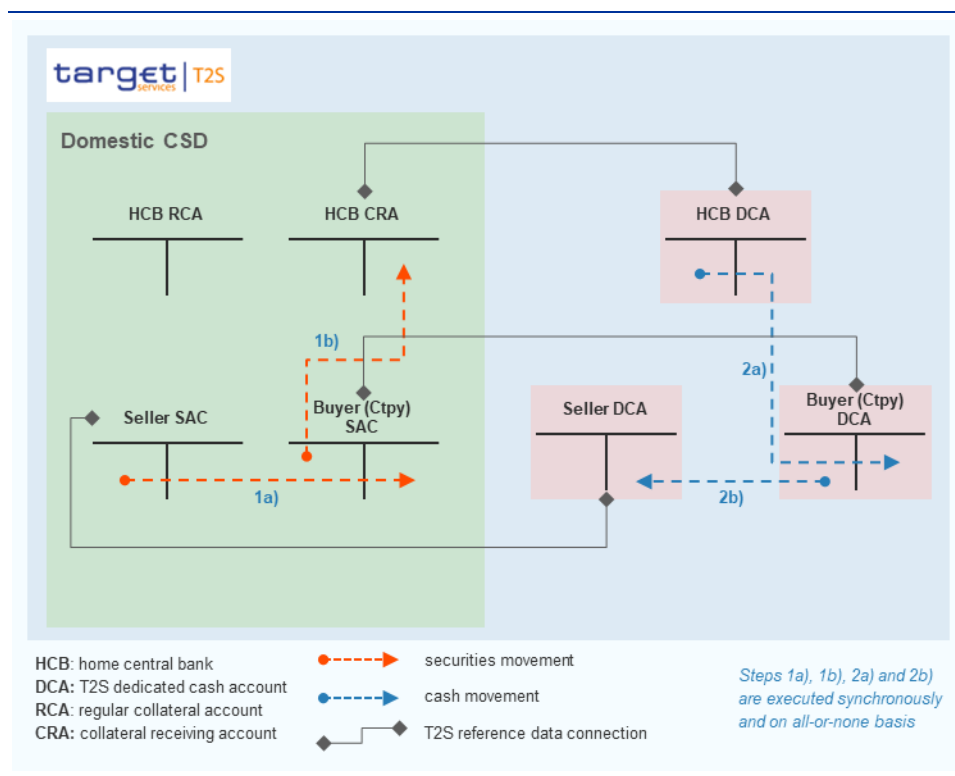 target services | T2S
Domestic CSD
HCB RCA
HCB CRA
HCB DCA
1b)
2a)
Seller SAC
Buyer (Ctpy)
SAC
Seller DCA
Buyer (Ctpy)
DCA
1a)
2b)
HCB: home central bank
DCA: T2S dedicated cash account
RCA: regular collateral account
CRA: collateral receiving account
securities movement
cash movement
T2S reference data connection
Steps 1a), 1b), 2a) and 2b)
are executed synchronously
and on all-or-none basis